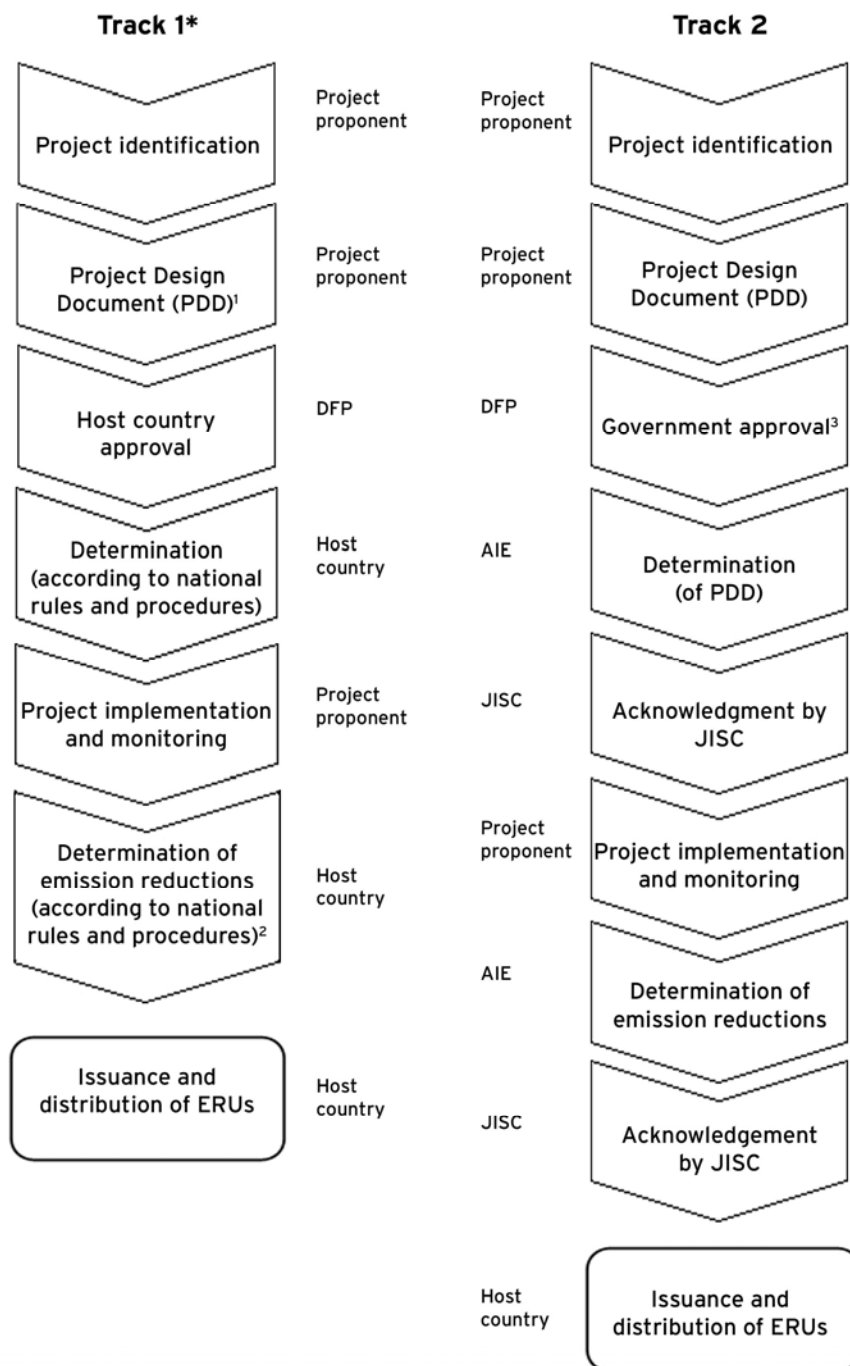 Track 1*
Project identification
Project
proponent
Project Design
Document (PDD)¹
Project
proponent
Host country
approval
DFP
Determination
(according to national
rules and procedures)
Host
country
Project implementation
and monitoring
Project
proponent
Determination of
emission reductions
(according to national
rules and procedures)²
Host
country
Issuance and
distribution of ERUs
Host
country
Track 2
Project
proponent
Project identification
Project
proponent
Project Design
Document (PDD)
DFP
Government approval³
AIE
Determination
(of PDD)
JISC
Acknowledgment by
JISC
Project
proponent
Project implementation
and monitoring
AIE
Determination of
emission reductions
JISC
Acknowledgement
by JISC
Host
country
Issuance and
distribution of ERUs